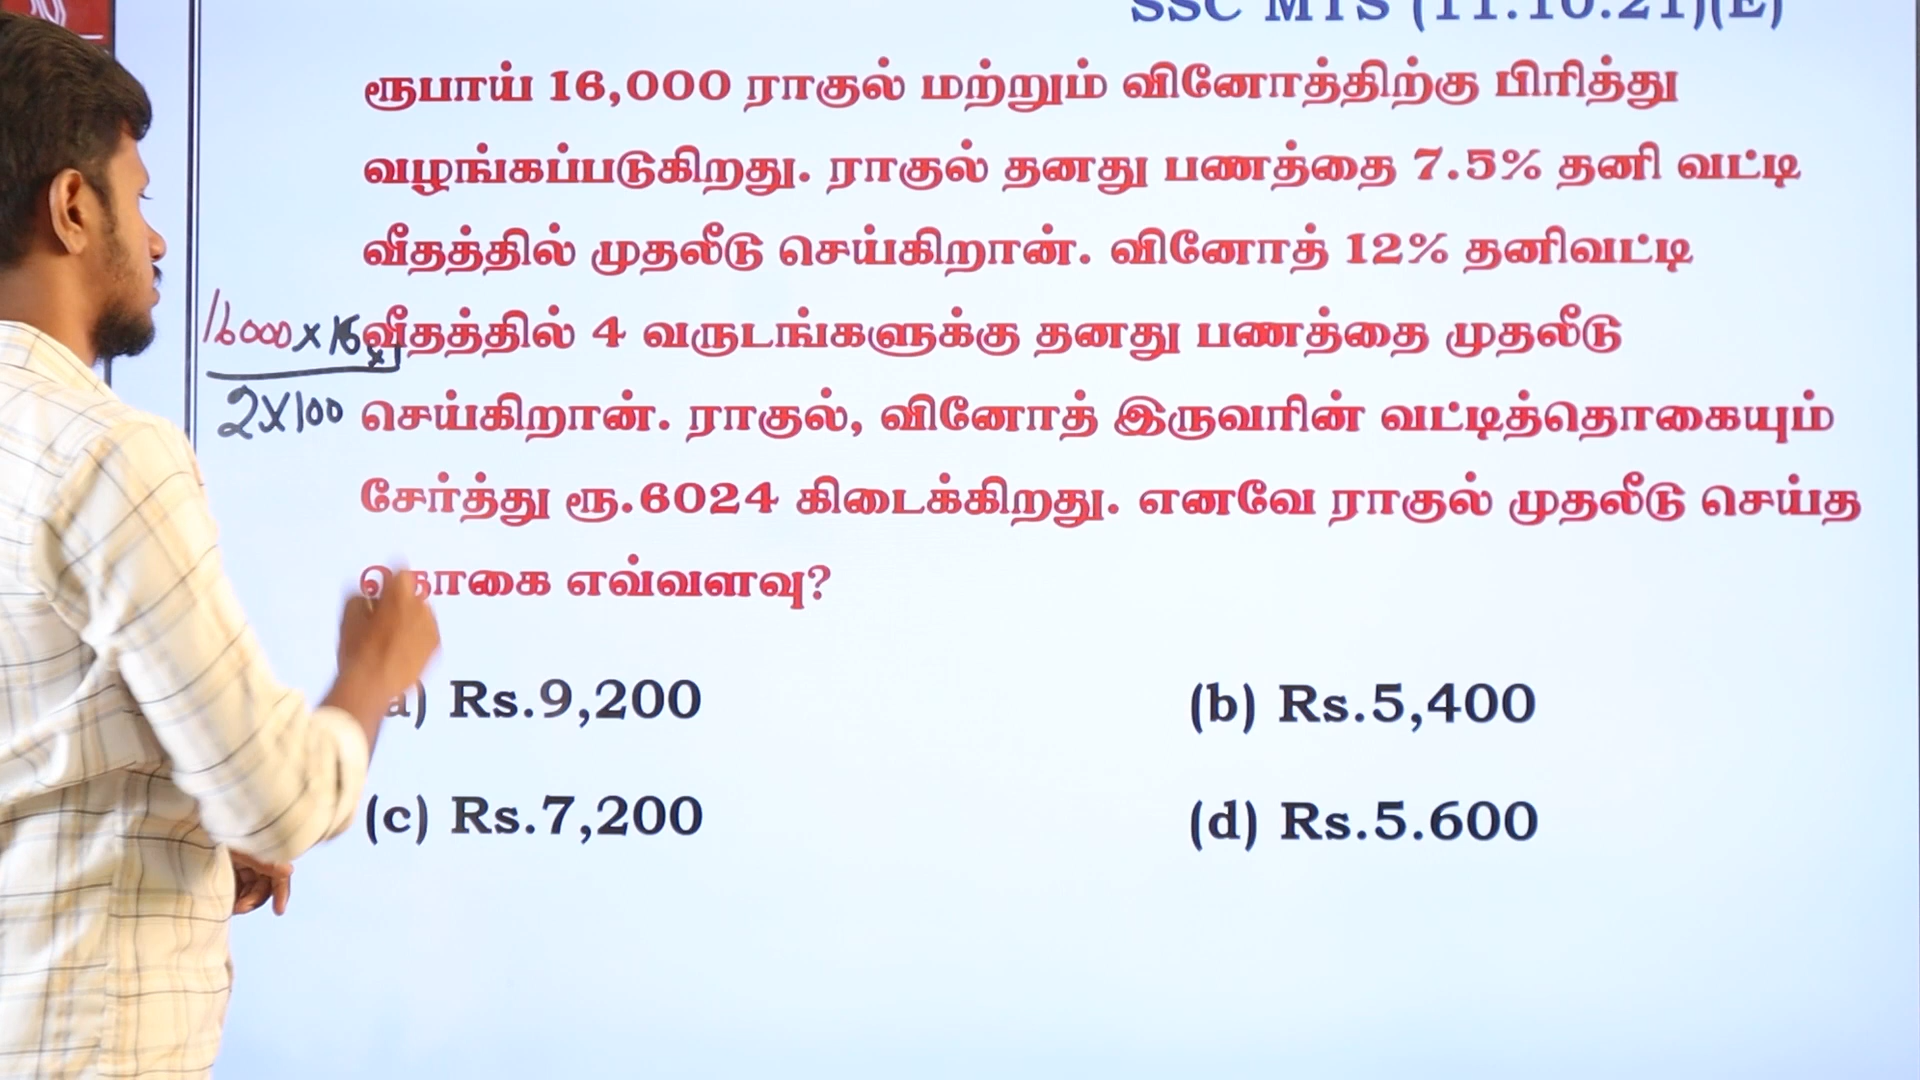 SSC MTS (11.10.21)(E)
ரூபாய் 16,000 ராகுல் மற்றும் வினோத்திற்கு பிரித்து
வழங்கப்படுகிறது. ராகுல் தனது பணத்தை 7.5% தனி வட்டி
வீதத்தில் முதலீடு செய்கிறான். வினோத் 12% தனிவட்டி
வீதத்தில் 4 வருடங்களுக்கு தனது பணத்தை முதலீடு
செய்கிறான். ராகுல், வினோத் இருவரின் வட்டித்தொகையும்
சேர்த்து ரூ.6024 கிடைக்கிறது. எனவே ராகுல் முதலீடு செய்த
தொகை எவ்வளவு?
16000 x 15 x 1
2x100
a) Rs.9,200
(b) Rs.5,400
(c) Rs.7,200
(d) Rs.5.600